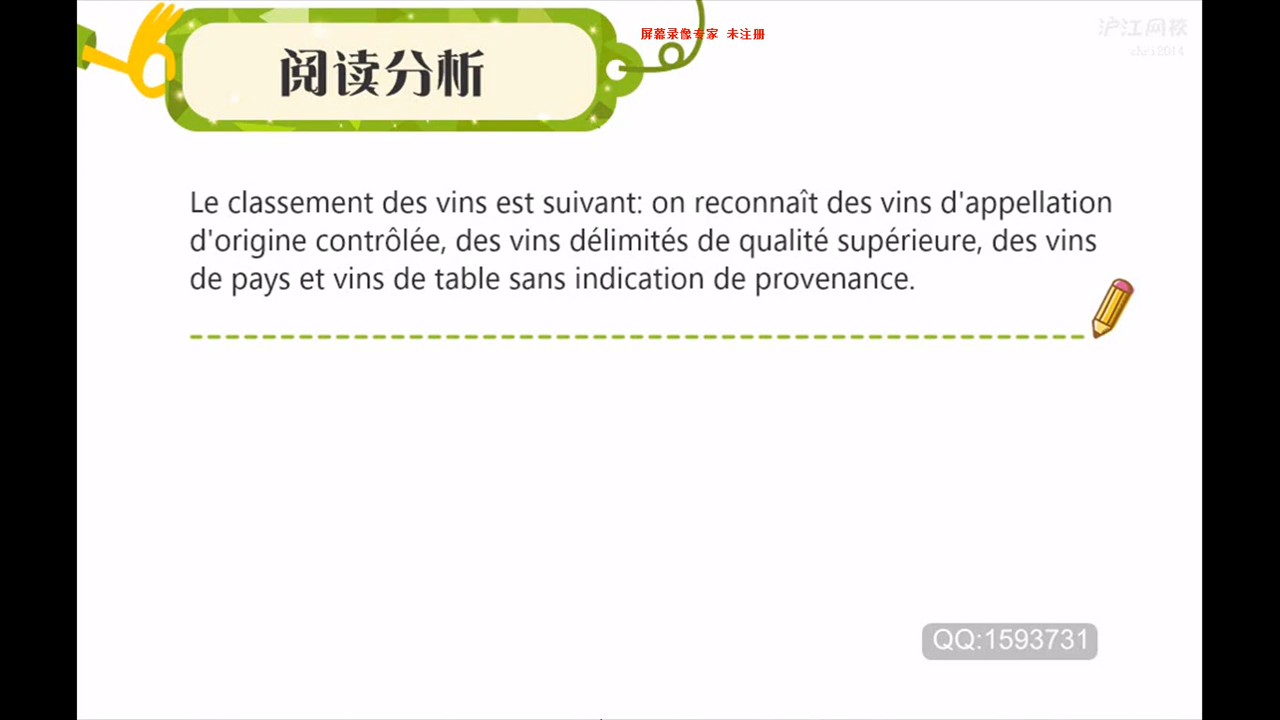 屏幕录像专家 未注册
沪江网校
chri2014
阅读分析
Le classement des vins est suivant: on reconnaît des vins d'appellation
d'origine contrôlée, des vins délimités de qualité supérieure, des vins
de pays et vins de table sans indication de provenance.
QQ:1593731